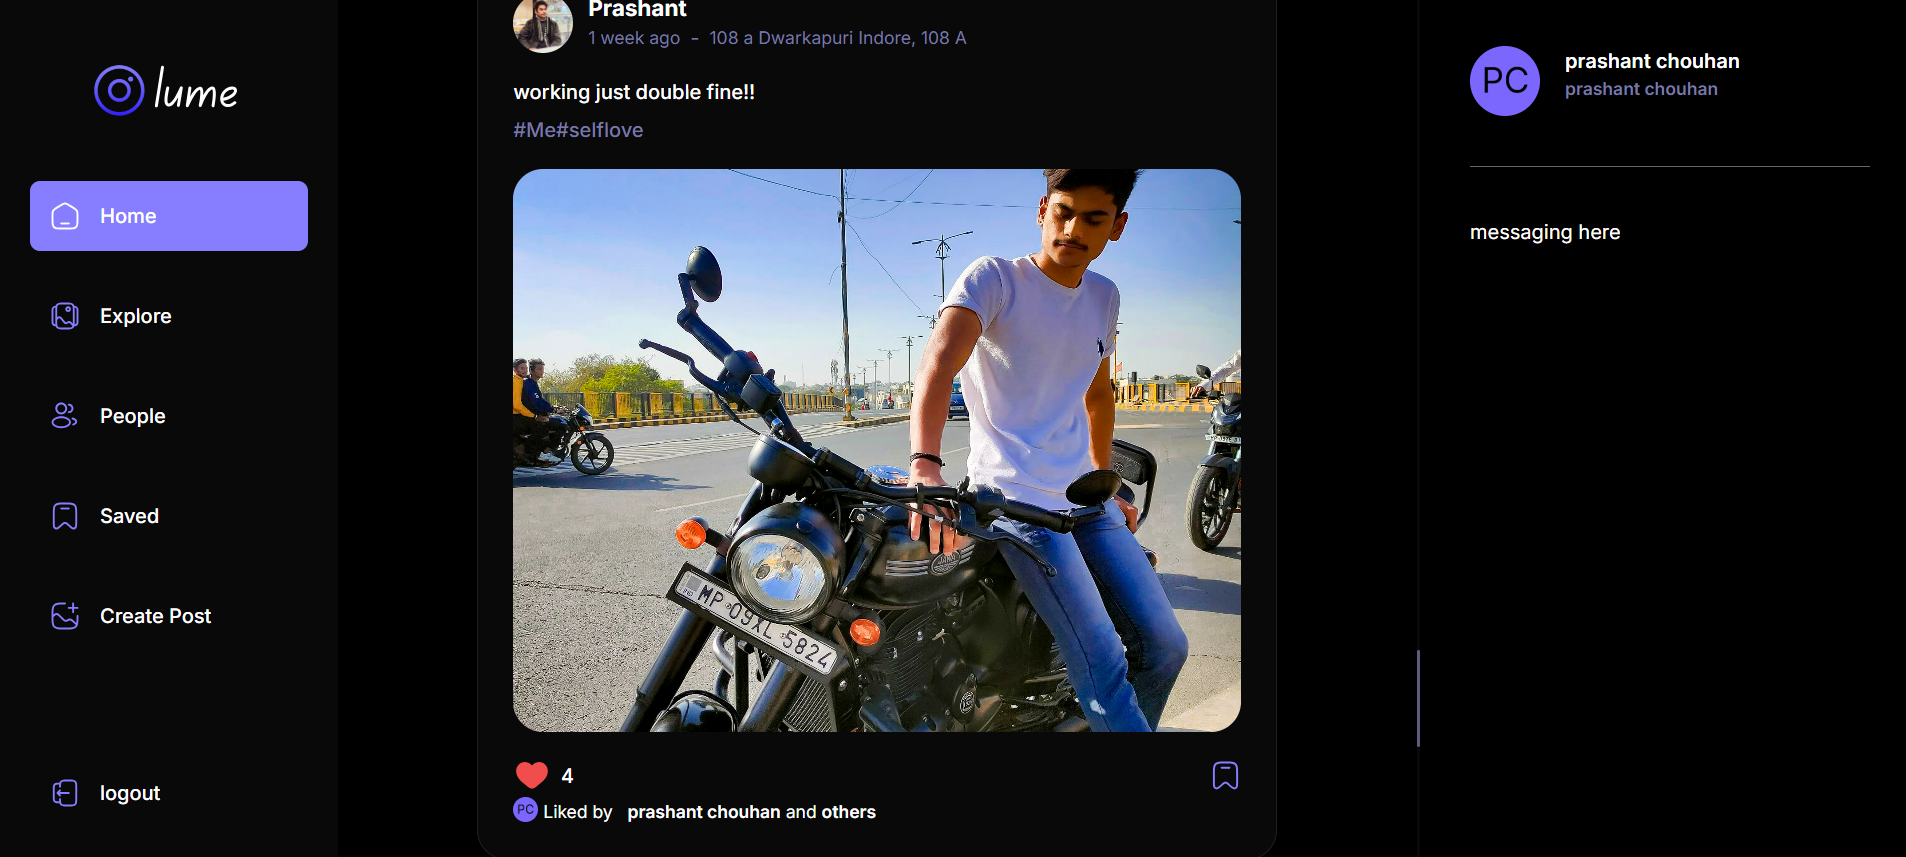 lume
Home
Explore
People
Saved
Create Post
logout
Prashant
1 week ago - 108 a Dwarkapuri Indore, 108 A
working just double fine!!
#Me#selflove
MP 09XL 5824
4
PC Liked by prashant chouhan and others
PC
prashant chouhan
prashant chouhan
messaging here